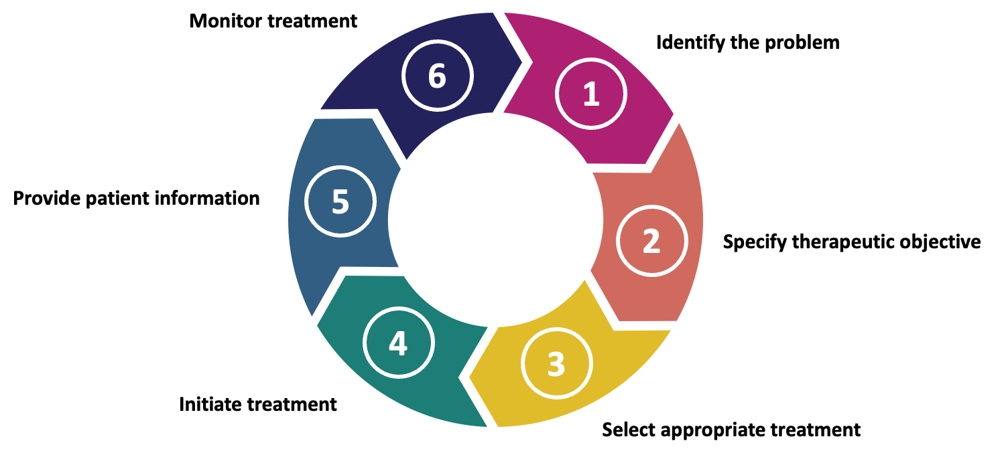 1
Identify the problem
2
Specify therapeutic objective
3
Select appropriate treatment
4
Initiate treatment
5
Provide patient information
6
Monitor treatment